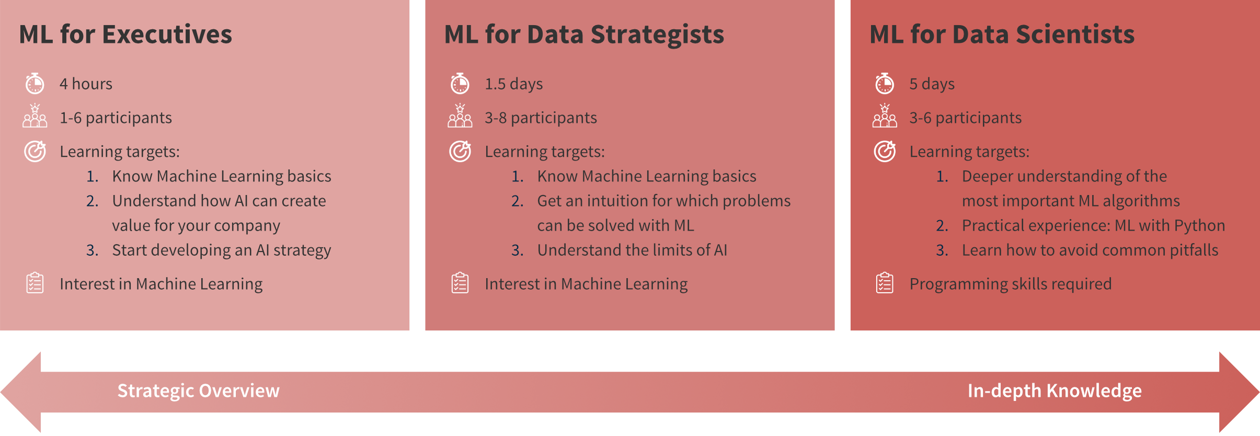 ML for Executives
4 hours
1-6 participants
Learning targets:
1. Know Machine Learning basics
2. Understand how AI can create
value for your company
3. Start developing an AI strategy
Interest in Machine Learning
ML for Data Strategists
1.5 days
3-8 participants
Learning targets:
1. Know Machine Learning basics
2. Get an intuition for which problems
can be solved with ML
3. Understand the limits of AI
Interest in Machine Learning
ML for Data Scientists
5 days
3-6 participants
Learning targets:
1. Deeper understanding of the
most important ML algorithms
2. Practical experience: ML with Python
3. Learn how to avoid common pitfalls
Programming skills required
Strategic Overview
In-depth Knowledge